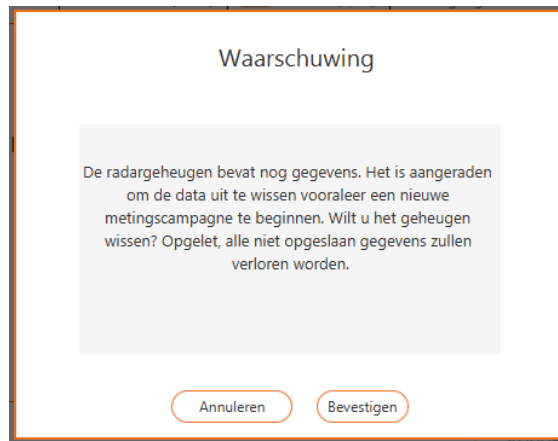 Waarschuwing
De radargeheugen bevat nog gegevens. Het is aangeraden
om de data uit te wissen vooraleer een nieuwe
metingscampagne te beginnen. Wilt u het geheugen
wissen? Opgelet, alle niet opgeslaan gegevens zullen
verloren worden.
Annuleren
Bevestigen